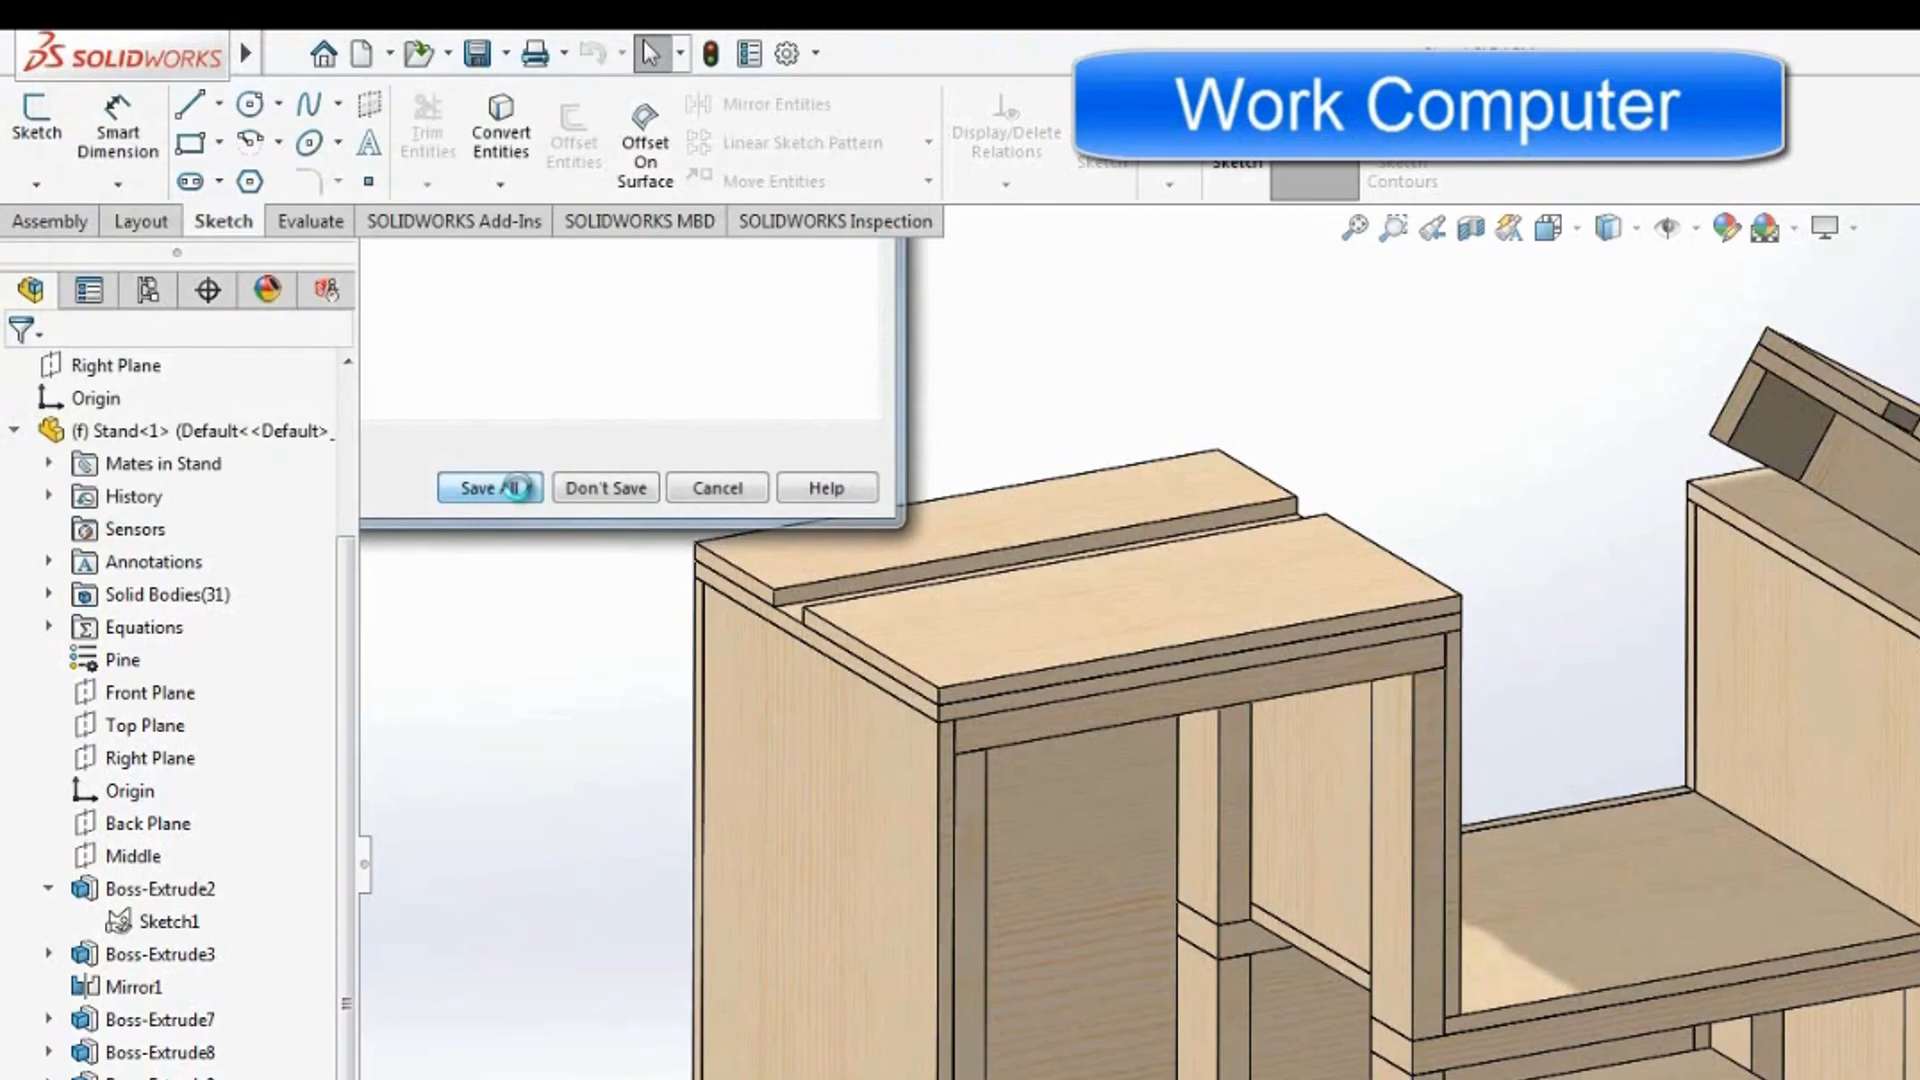 SOLIDWORKS
Work Computer
Sketch
Smart
Dimension
Trim
Entities
Convert
Entities
Offset
Entities
Offset
On
Surface
Mirror Entities
Linear Sketch Pattern
Move Entities
Display/Delete
Relations
Sketch
Sketch
Contours
Assembly
Layout
Sketch
Evaluate
SOLIDWORKS Add-Ins
SOLIDWORKS MBD
SOLIDWORKS Inspection
Right Plane
Origin
(f) Stand<1> (Default<<Default>_
Mates in Stand
History
Sensors
Annotations
Solid Bodies(31)
Equations
Pine
Front Plane
Top Plane
Right Plane
Origin
Back Plane
Middle
Boss-Extrude2
Sketch1
Boss-Extrude3
Mirror1
Boss-Extrude7
Boss-Extrude8
Save All
Don't Save
Cancel
Help